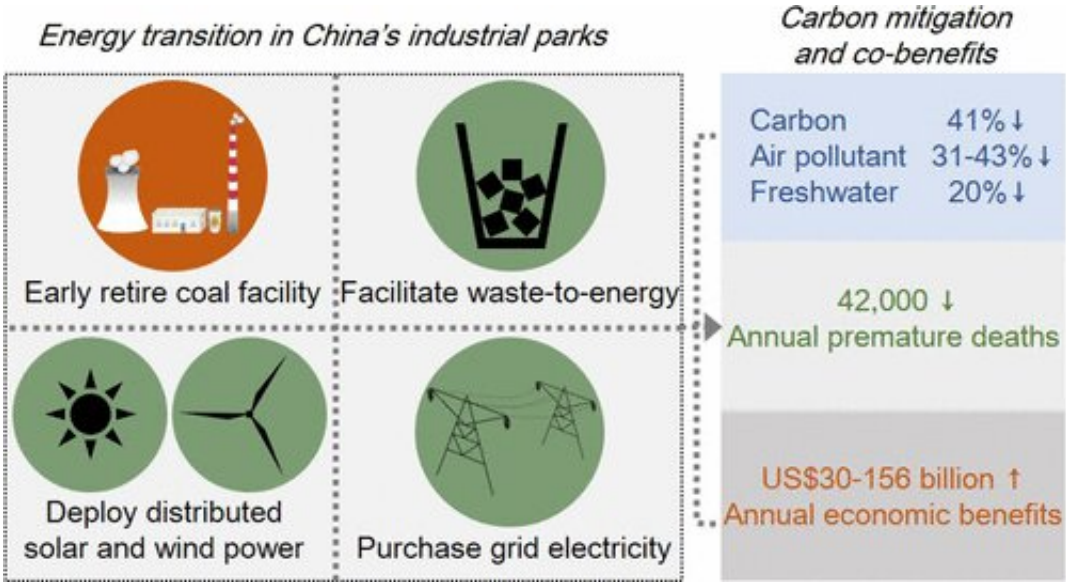 Energy transition in China's industrial parks
Carbon mitigation
and co-benefits
Early retire coal facility
Facilitate waste-to-energy
Deploy distributed
solar and wind power
Purchase grid electricity
Carbon 41%↓
Air pollutant 31-43%↓
Freshwater 20%↓
42,000 ↓
Annual premature deaths
US$30-156 billion ↑
Annual economic benefits